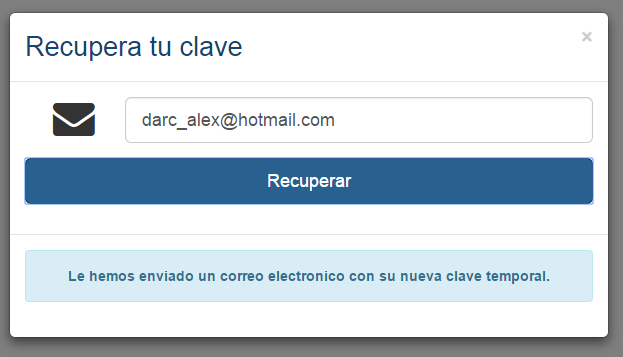 Recupera tu clave
×
darc_alex@hotmail.com
Recuperar
Le hemos enviado un correo electronico con su nueva clave temporal.